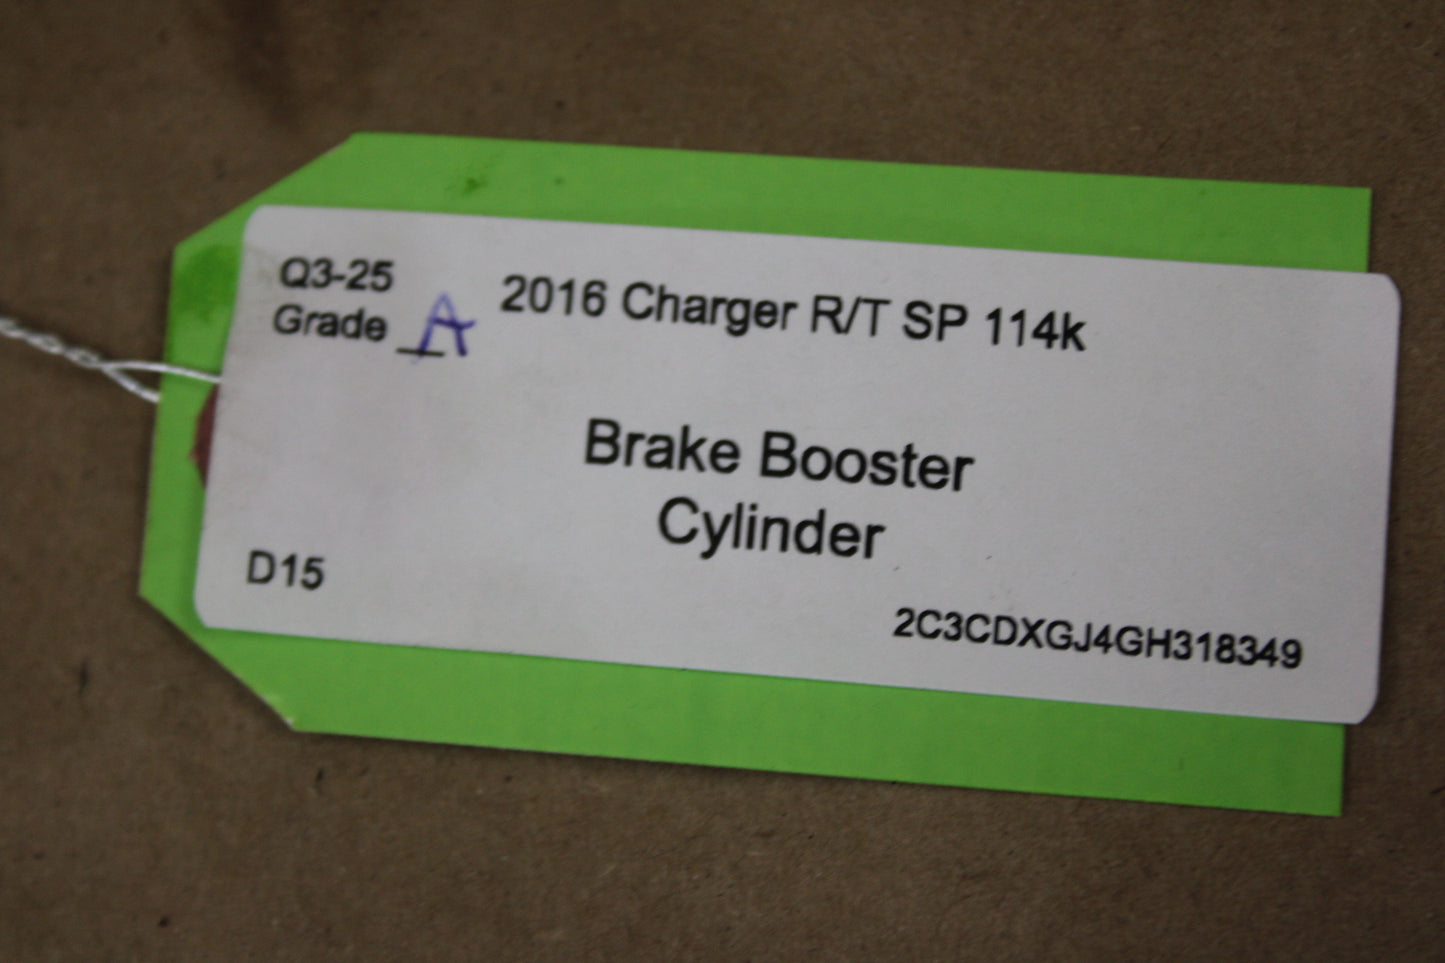 Q3-25
Grade A
2016 Charger R/T SP 114k
Brake Booster
Cylinder
D15
2C3CDXGJ4GH318349